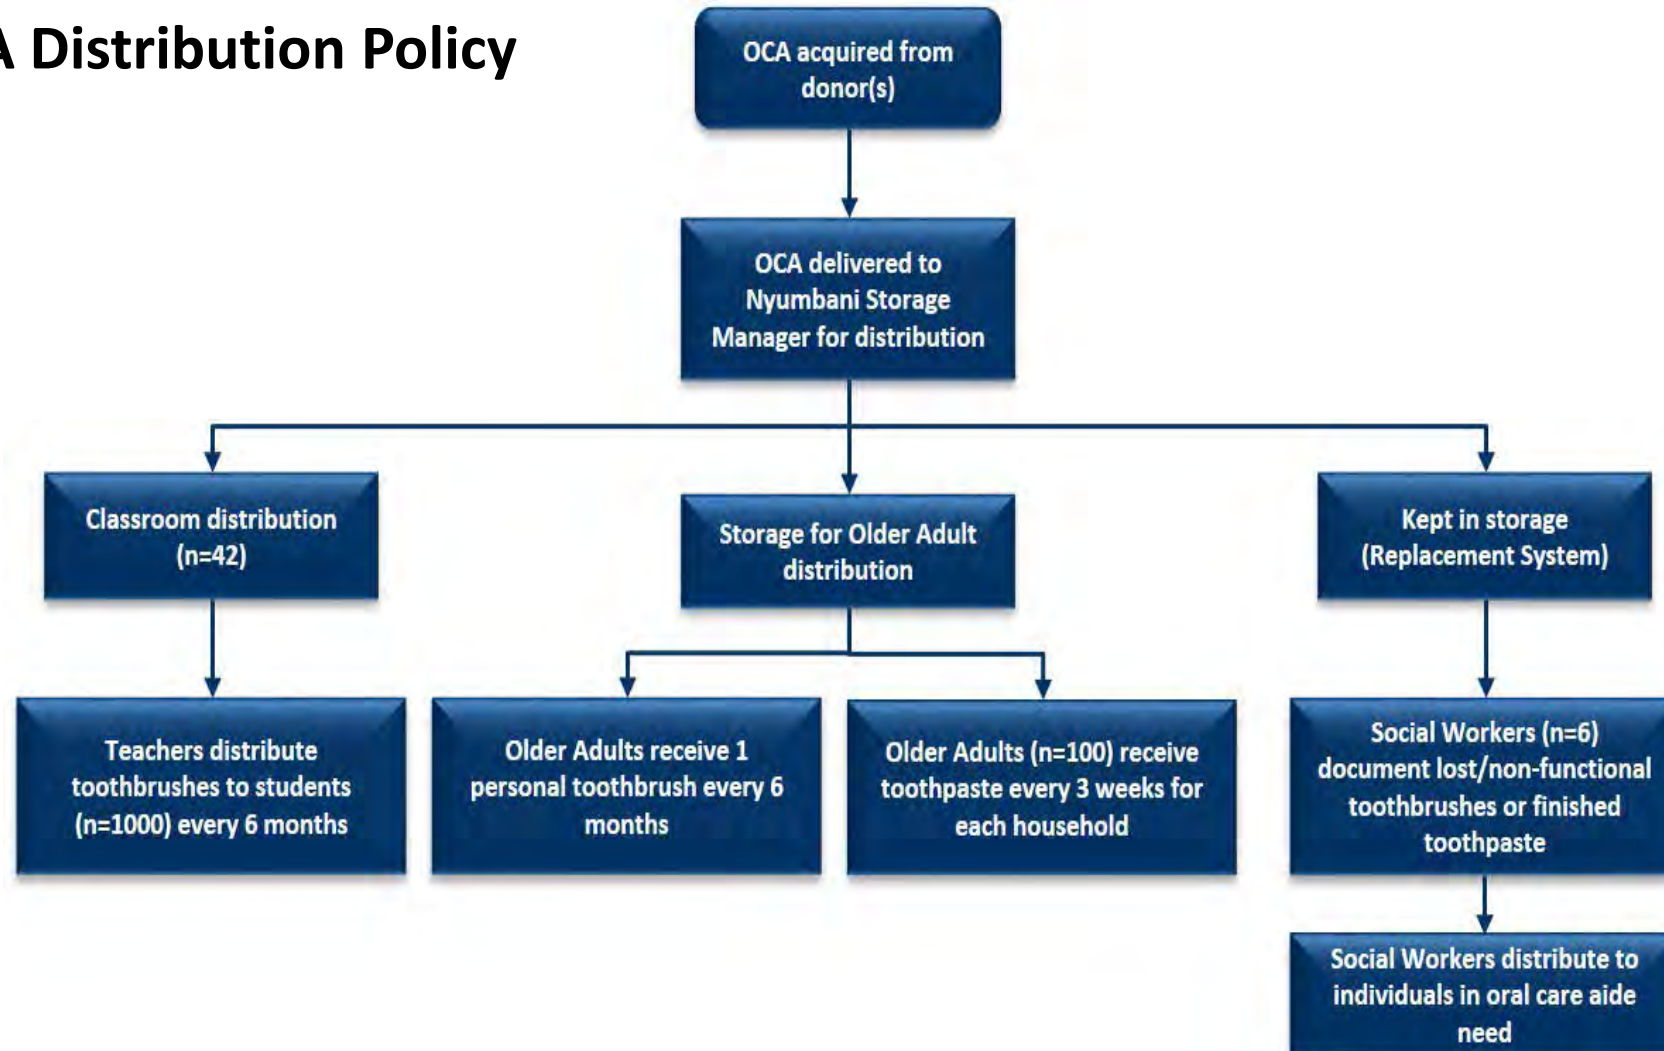 A Distribution Policy
OCA acquired from
donor(s)
OCA delivered to
Nyumbani Storage
Manager for distribution
Classroom distribution
(n=42)
Storage for Older Adult
distribution
Kept in storage
(Replacement System)
Teachers distribute
toothbrushes to students
(n=1000) every 6 months
Older Adults receive 1
personal toothbrush every 6
months
Older Adults (n=100) receive
toothpaste every 3 weeks for
each household
Social Workers (n=6)
document lost/non-functional
toothbrushes or finished
toothpaste
Social Workers distribute to
individuals in oral care aide
need